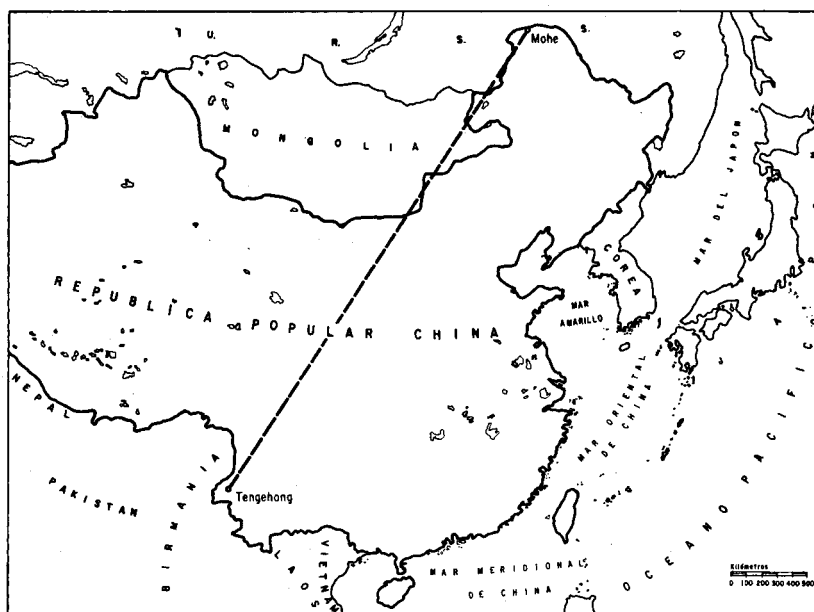 U. R. S. S.
Mohe
MONGOLIA
MAR DEL JAPON
COREA
REPUBLICA POPULAR CHINA
MAR
AMARILLO
NEPAL
MAR ORIENTAL
DE CHINA
PAKISTAN
BIRMANIA
Tengehong
LAOS
VIETNAM
MAR MERIDIONAL
DE CHINA
OCEANO PACIFICO
Kilómetros
0 100 200 300 400 500